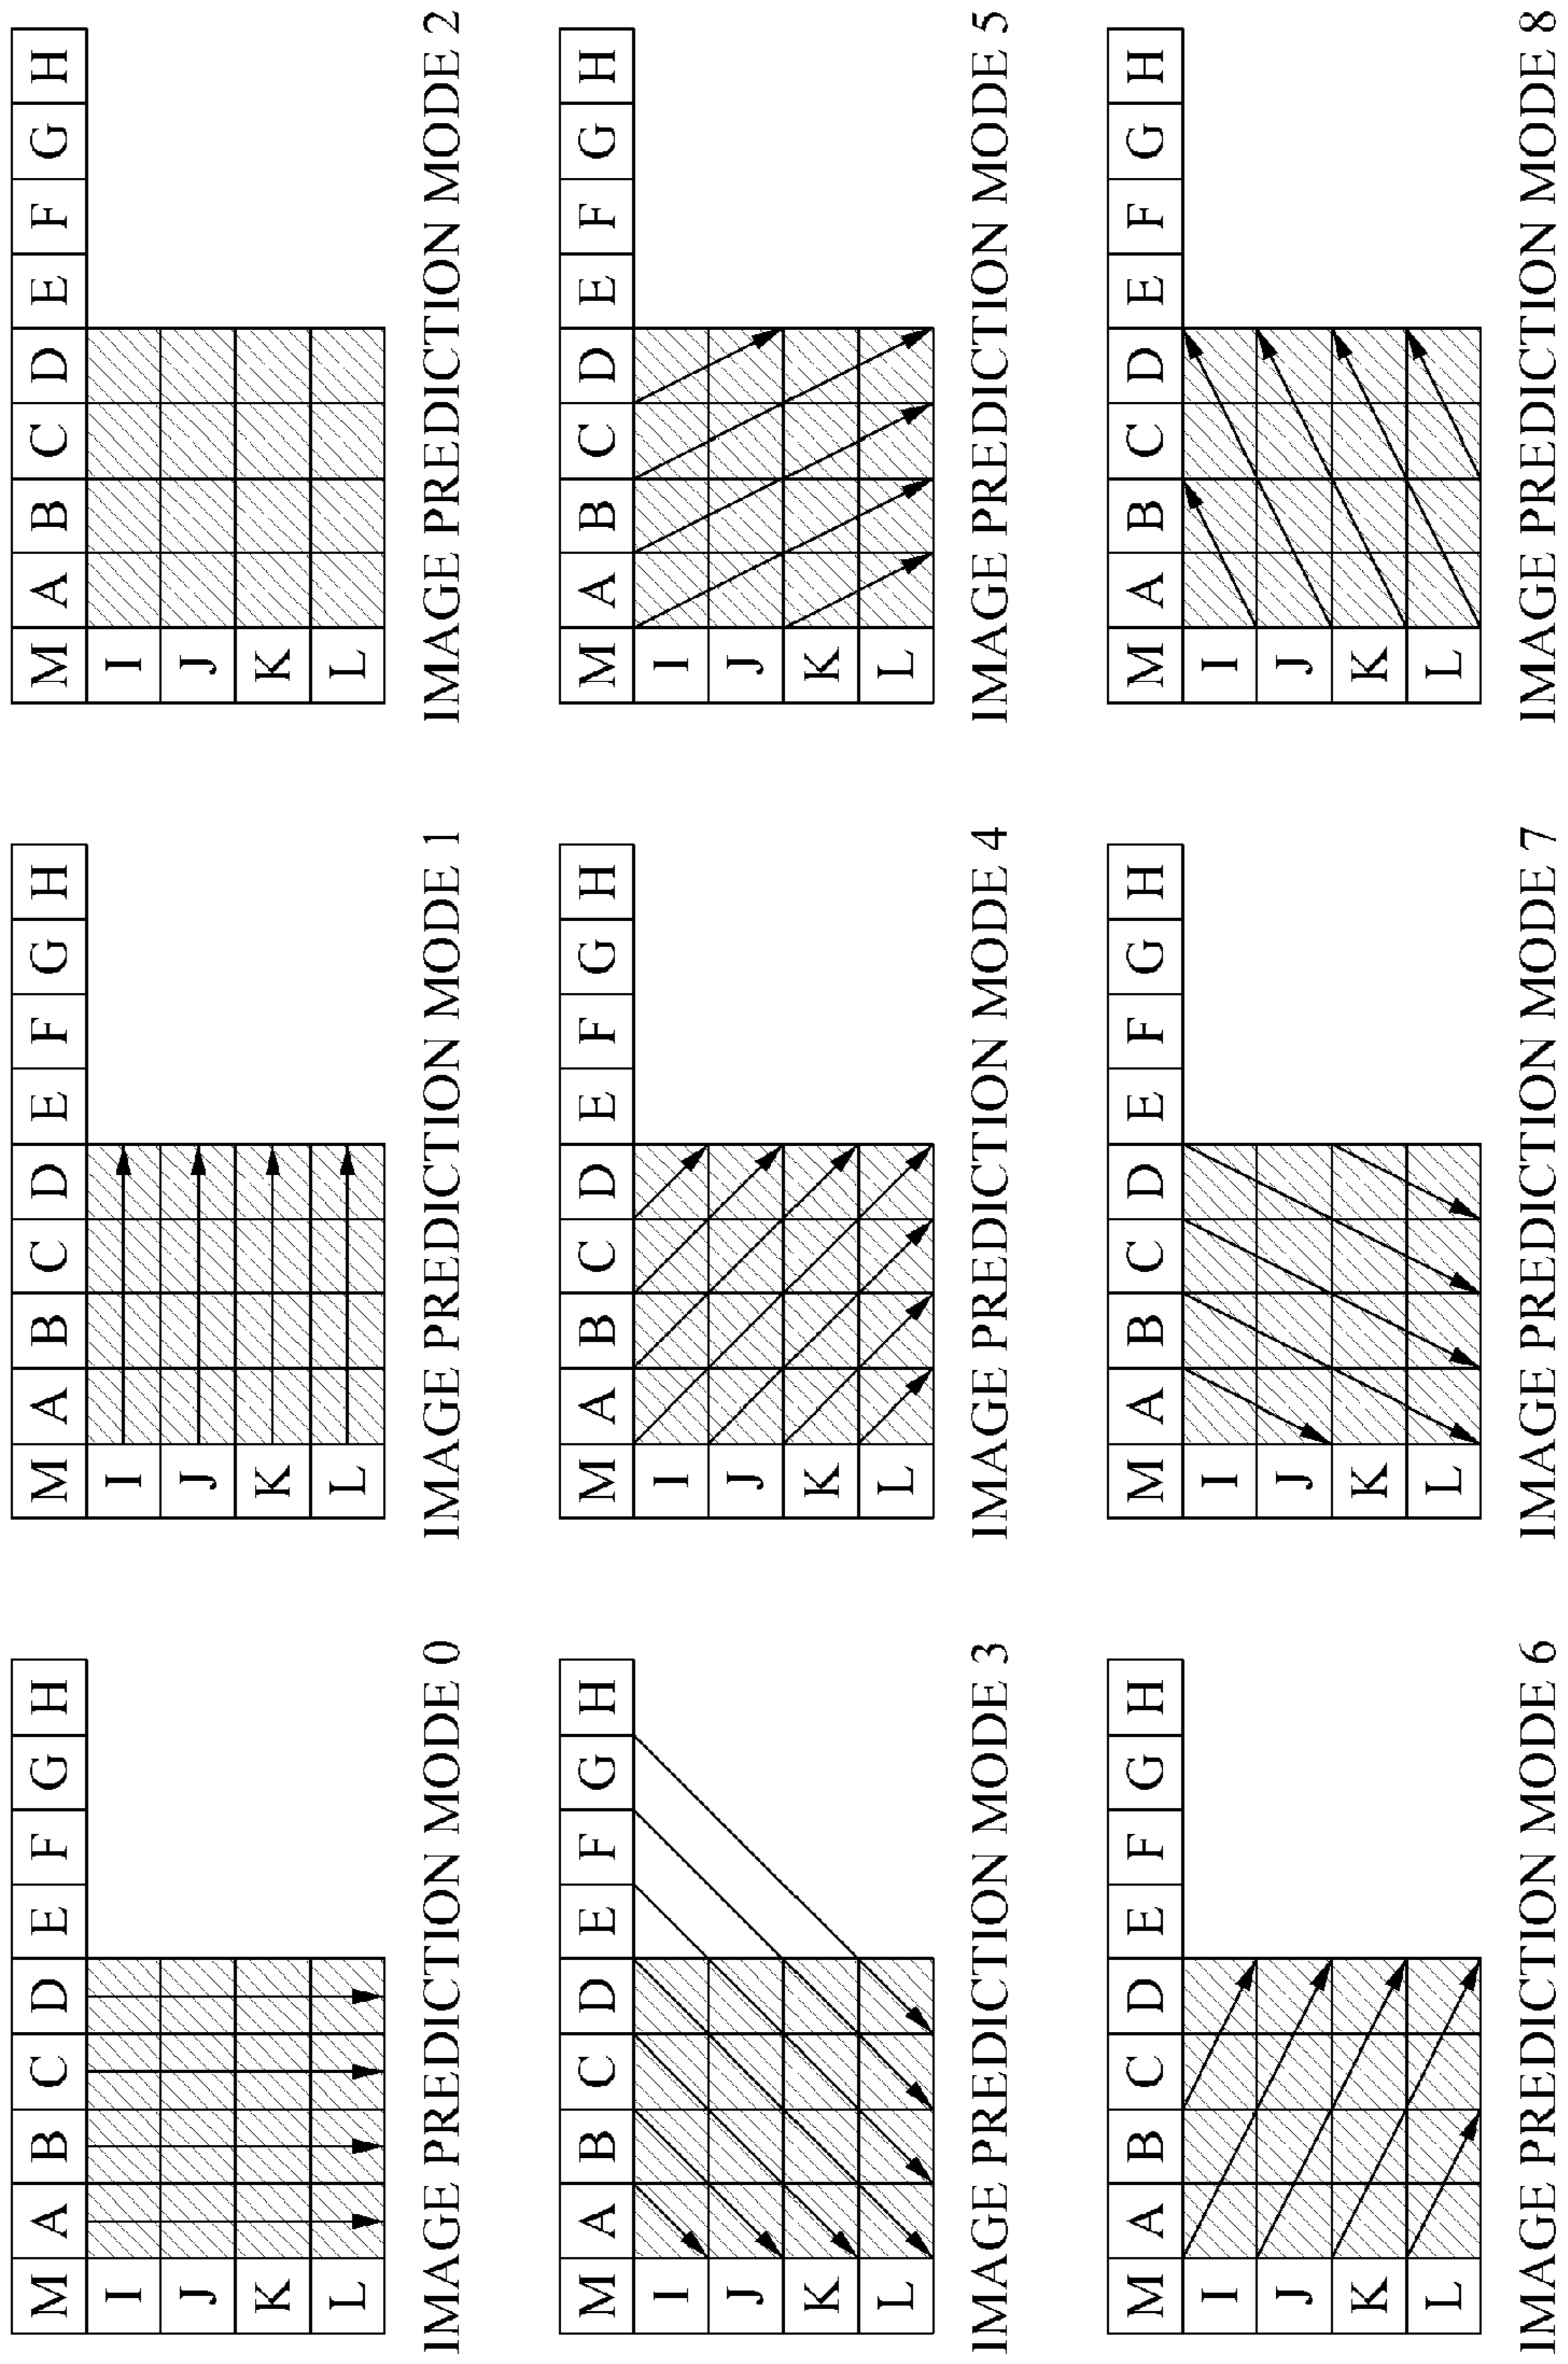 M A B C D E F G H
I
J
K
L
IMAGE PREDICTION MODE 0
M A B C D E F G H
I
J
K
L
IMAGE PREDICTION MODE 1
M A B C D E F G H
I
J
K
L
IMAGE PREDICTION MODE 2
M A B C D E F G H
I
J
K
L
IMAGE PREDICTION MODE 3
M A B C D E F G H
I
J
K
L
IMAGE PREDICTION MODE 4
M A B C D E F G H
I
J
K
L
IMAGE PREDICTION MODE 5
M A B C D E F G H
I
J
K
L
IMAGE PREDICTION MODE 6
M A B C D E F G H
I
J
K
L
IMAGE PREDICTION MODE 7
M A B C D E F G H
I
J
K
L
IMAGE PREDICTION MODE 8